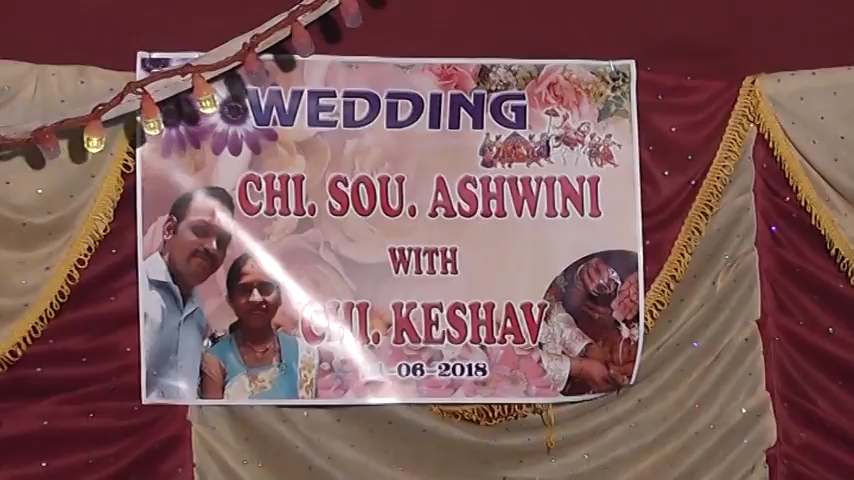 WEDDING
CHI. SOU. ASHWINI
WITH
CHI. KESHAV
-06-2018